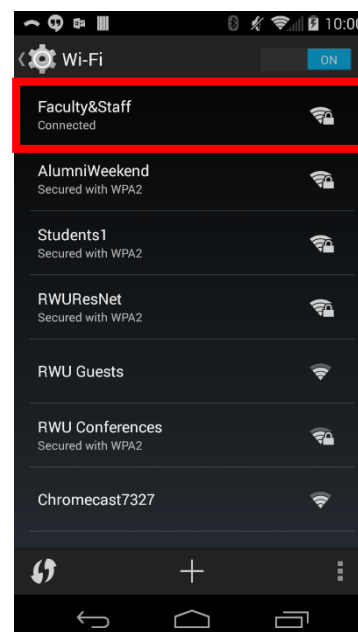 10:00
Wi-Fi
ON
Faculty&Staff
Connected
AlumniWeekend
Secured with WPA2
Students1
Secured with WPA2
RWUResNet
Secured with WPA2
RWU Guests
RWU Conferences
Secured with WPA2
Chromecast7327